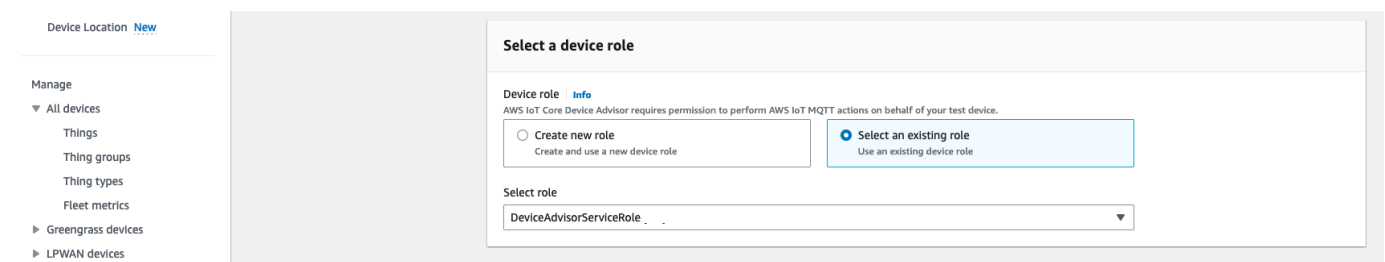 Device Location New
Manage
All devices
Things
Thing groups
Thing types
Fleet metrics
Greengrass devices
LPWAN devices
Select a device role
Device role Info
AWS IoT Core Device Advisor requires permission to perform AWS IoT MQTT actions on behalf of your test device.
Create new role
Create and use a new device role
Select an existing role
Use an existing device role
Select role
DeviceAdvisorServiceRole